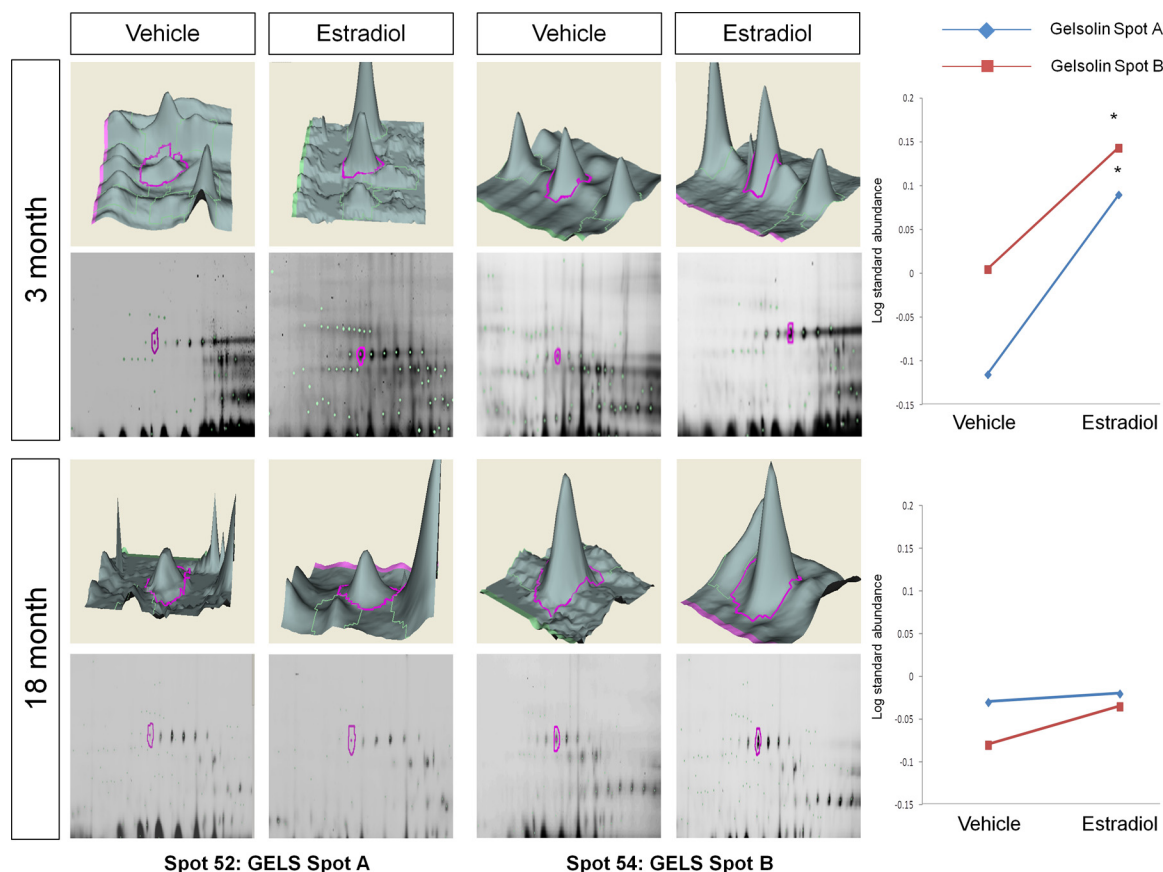 Vehicle
Estradiol
Vehicle
Estradiol
Gelsolin Spot A
Gelsolin Spot B
3 month
Log standard abundance
0.2
0.15
0.1
0.05
0
-0.05
-0.1
-0.15
*
*
Vehicle
Estradiol
18 month
Log standard abundance
0.2
0.15
0.1
0.05
0
-0.05
-0.1
-0.15
Vehicle
Estradiol
Spot 52: GELS Spot A
Spot 54: GELS Spot B